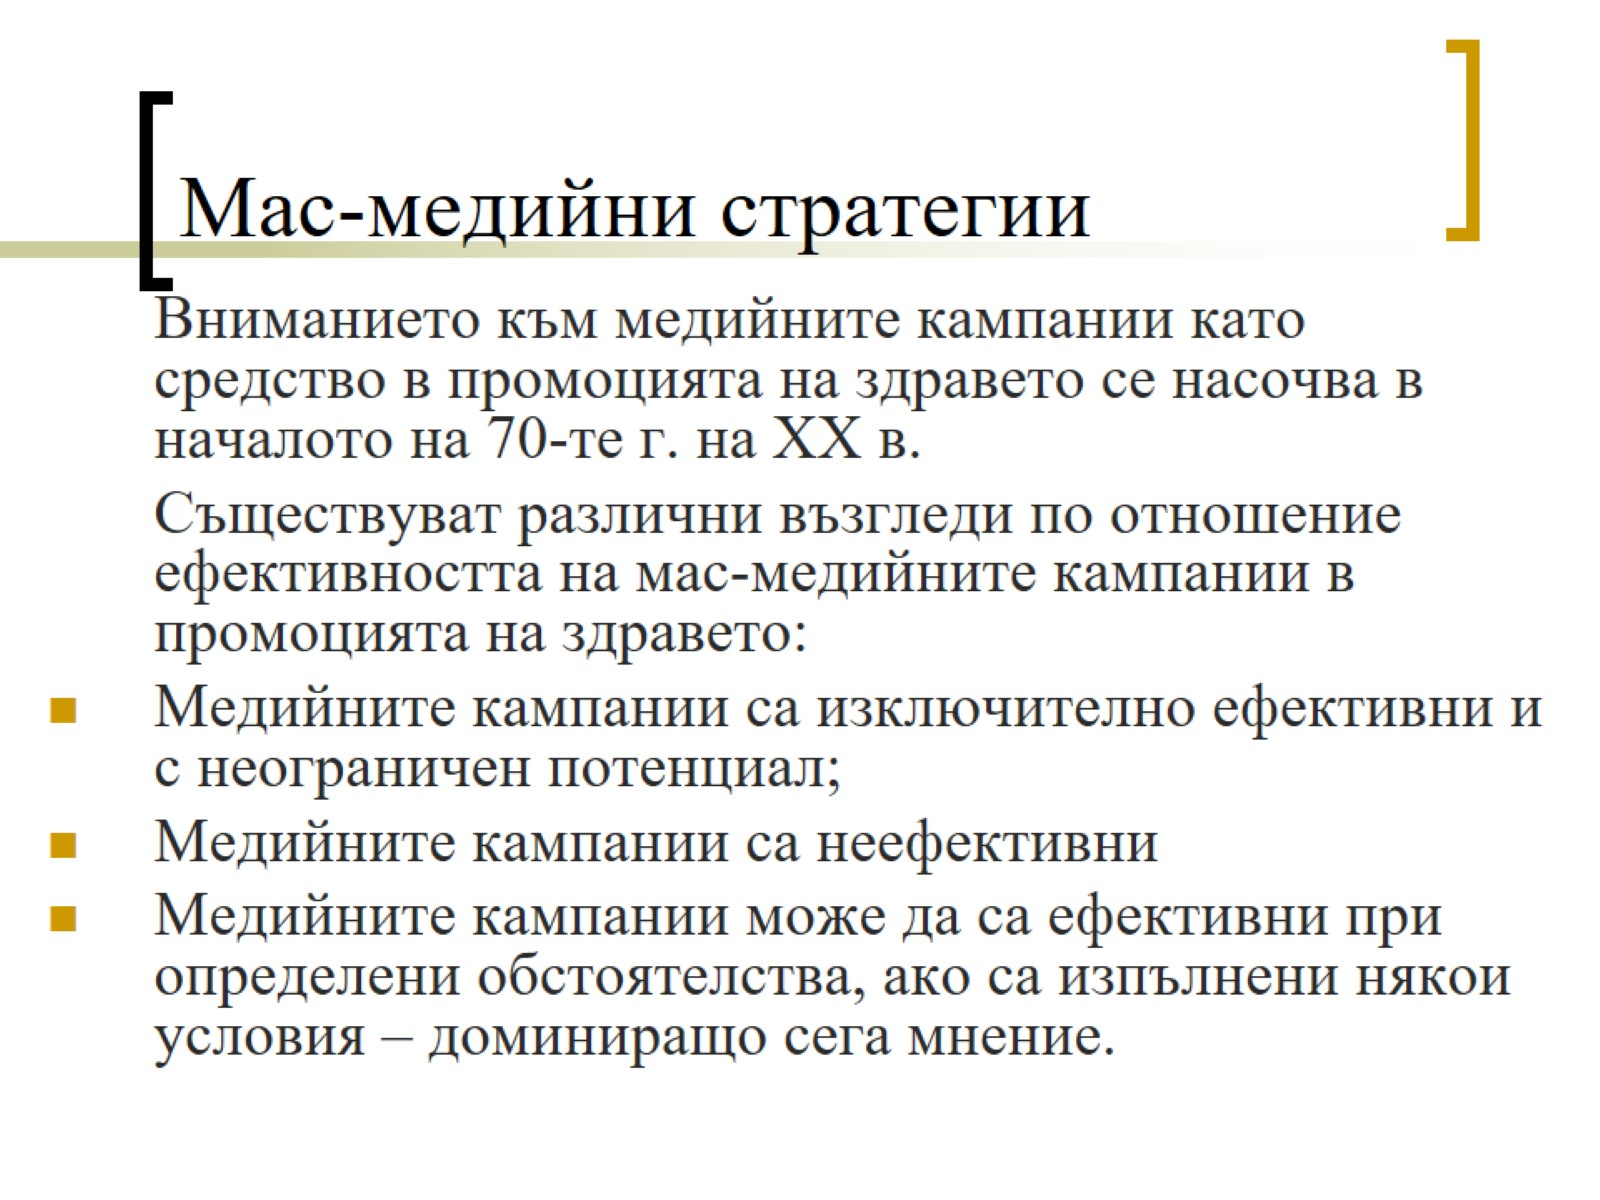 Мас-медийни стратегии
Вниманието към медийните кампании като
средство в промоцията на здравето се насочва в
началото на 70-те г. на XX в.
Съществуват различни възгледи по отношение
ефективността на мас-медийните кампании в
промоцията на здравето:
Медийните кампании са изключително ефективни и
с неограничен потенциал;
Медийните кампании са неефективни
Медийните кампании може да са ефективни при
определени обстоятелства, ако са изпълнени някои
условия – доминиращо сега мнение.